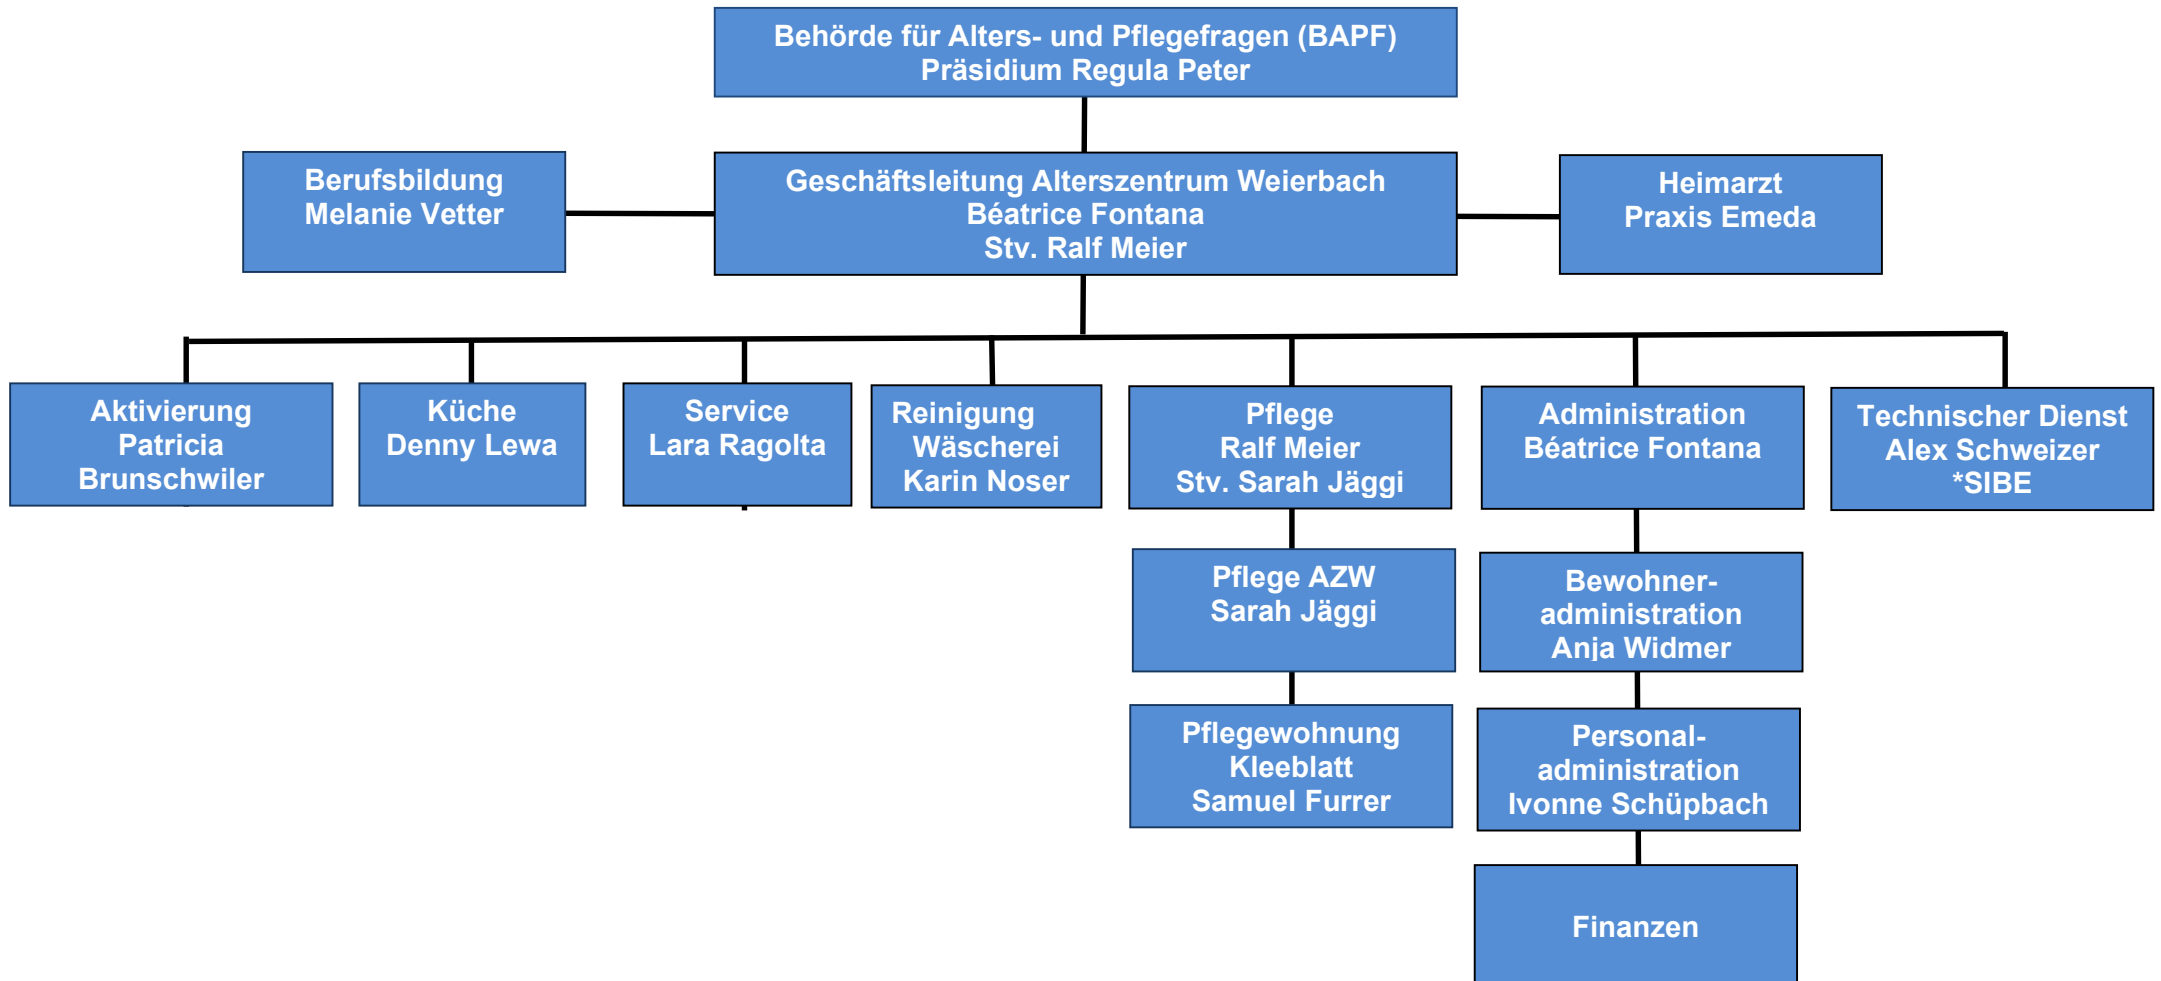 Behörde für Alters- und Pflegefragen (BAPF)
Präsidium Regula Peter
Berufsbildung
Melanie Vetter
Geschäftsleitung Alterszentrum Weierbach
Béatrice Fontana
Stv. Ralf Meier
Heimarzt
Praxis Emeda
Aktivierung
Patricia
Brunschwiler
Küche
Denny Lewa
Service
Lara Ragolta
Reinigung
Wäscherei
Karin Noser
Pflege
Ralf Meier
Stv. Sarah Jäggi
Administration
Béatrice Fontana
Technischer Dienst
Alex Schweizer
*SIBE
Pflege AZW
Sarah Jäggi
Bewohner-
administration
Anja Widmer
Pflegewohnung
Kleeblatt
Samuel Furrer
Personal-
administration
Ivonne Schüpbach
Finanzen